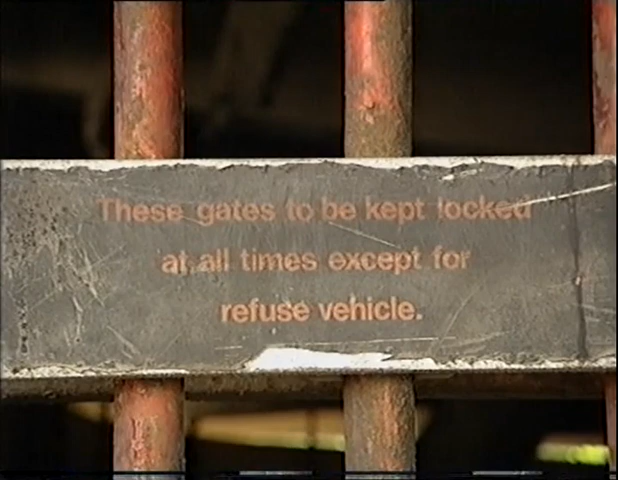 These gates to be kept locked
at all times except for
refuse vehicle.